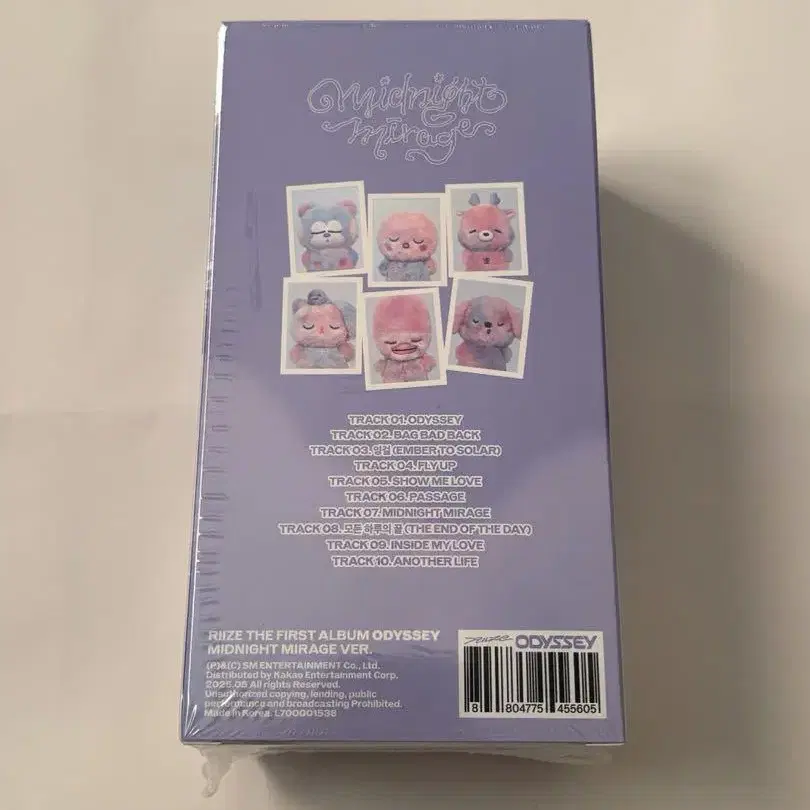 Midnight
mirage
TRACK 01. ODYSSEY
TRACK 02. BAG BAD BACK
TRACK 03. 잉걸 (EMBER TO SOLAR)
TRACK 04. FLY UP
TRACK 05. SHOW ME LOVE
TRACK 06. PASSAGE
TRACK 07. MIDNIGHT MIRAGE
TRACK 08. 모든 하루의 끝 (THE END OF THE DAY)
TRACK 09. INSIDE MY LOVE
TRACK 10. ANOTHER LIFE
RIIZE THE FIRST ALBUM ODYSSEY
MIDNIGHT MIRAGE VER.
(P)&(C) SM ENTERTAINMENT Co., Ltd.
Distributed by Kakao Entertainment Corp.
2025.05 All rights Reserved.
Unauthorized copying, lending, public
performance and broadcasting Prohibited.
Made in Korea. L700001538
RIIZE ODYSSEY
8 804775 455605